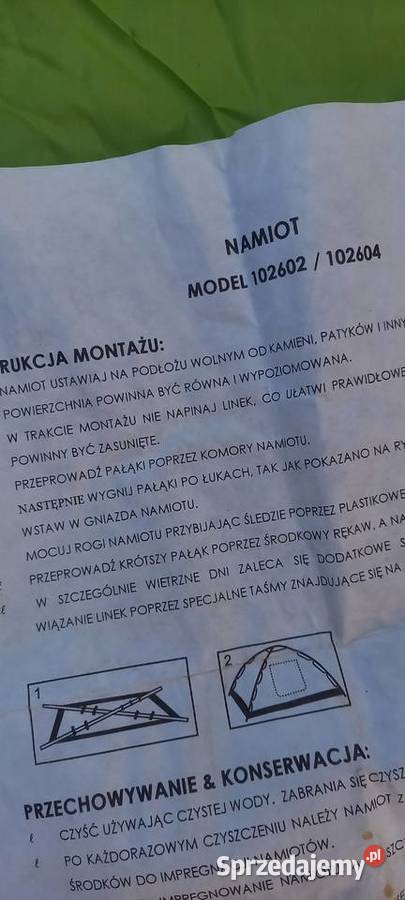 NAMIOT
MODEL 102602 / 102604
RUKCJA MONTAŻU:
NAMIOT USTAWIAJ NA PODŁOŻU WOLNYM OD KAMIENI, PATYKÓW I INNY
POWIERZCHNIA POWINNA BYĆ RÓWNA I WYPOZIOMOWANA.
W TRAKCIE MONTAŻU NIE NAPINAJ LINEK, CO UŁATWI PRAWIDŁOWE
POWINNY BYĆ ZASUNIĘTE.
PRZEPROWADŹ PAŁĄKI POPRZEZ KOMORY NAMIOTU.
NASTĘPNIE WYGNIJ PAŁĄKI PO ŁUKACH, TAK JAK POKAZANO NA RY
WSTAW W GNIAZDA NAMIOTU.
MOCUJ ROGI NAMIOTU PRZYBIJAJĄC ŚLEDZIE POPRZEZ PLASTIKOWE
PRZEPROWADŹ KRÓTSZY PAŁĄK POPRZEZ ŚRODKOWY RĘKAW, A NA
ℓ W SZCZEGÓLNIE WIETRZNE DNI ZALECA SIĘ DODATKOWE S
WIĄZANIE LINEK POPRZEZ SPECJALNE TAŚMY ZNAJDUJĄCE SIĘ NA
1 2
PRZECHOWYWANIE & KONSERWACJA:
ℓ CZYŚĆ UŻYWAJĄC CZYSTEJ WODY. ZABRANIA SIĘ CZYSZ
ℓ PO KAŻDORAZOWYM CZYSZCZENIU NALEŻY NAMIOT Z
ŚRODKÓW DO IMPREGN NAMIOTÓW.
IMPREGNOWANIE
Sprzedajemy.pl